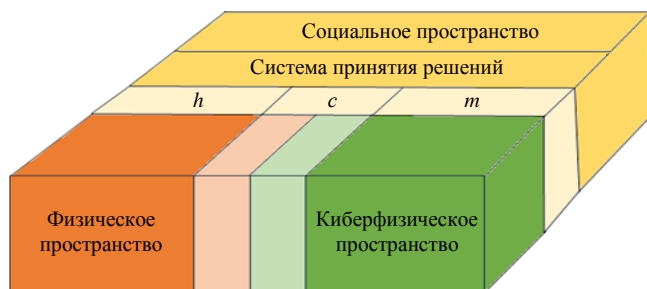 Социальное пространство
Система принятия решений
h c m
Физическое
пространство
Киберфизическое
пространство